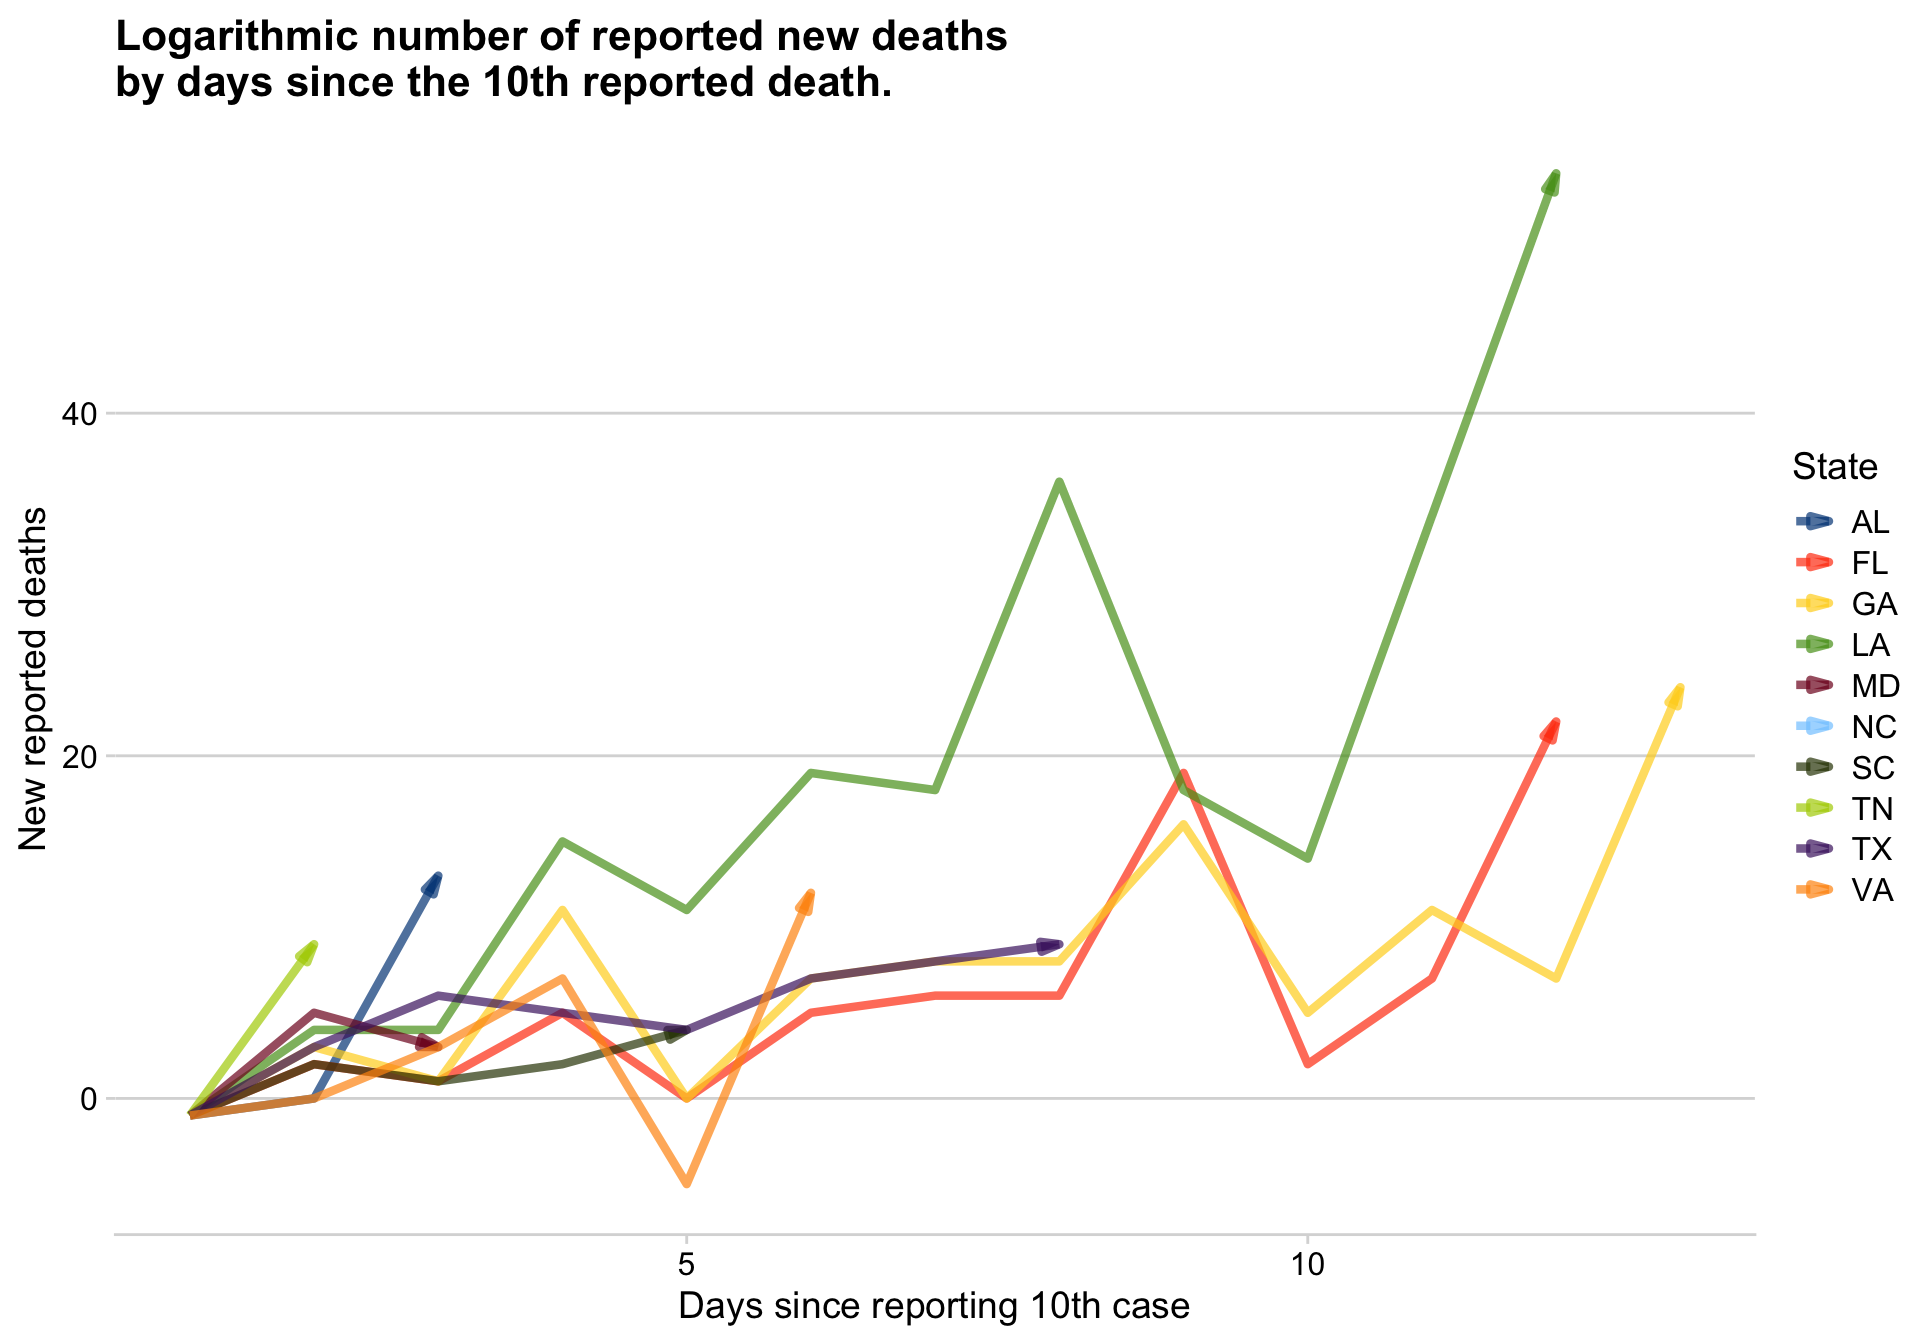 Logarithmic number of reported new deaths
by days since the 10th reported death.
New reported deaths
40
20
0
5
10
Days since reporting 10th case
State
AL
FL
GA
LA
MD
NC
SC
TN
TX
VA